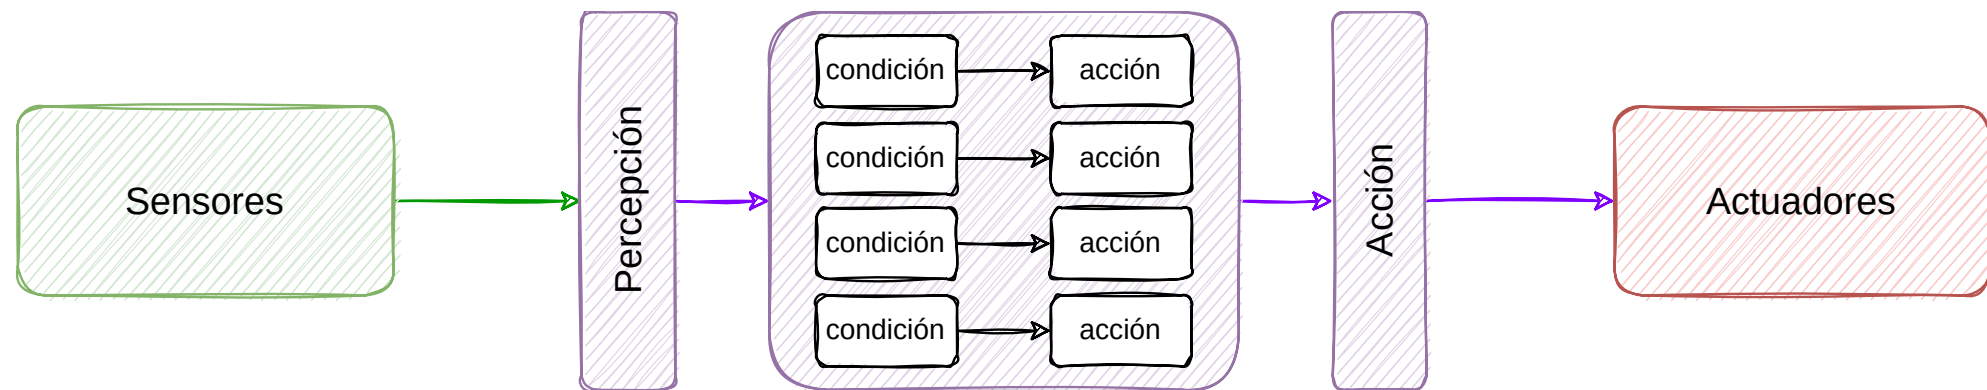 Sensores
Percepción
condición
acción
condición
acción
condición
acción
condición
acción
Acción
Actuadores